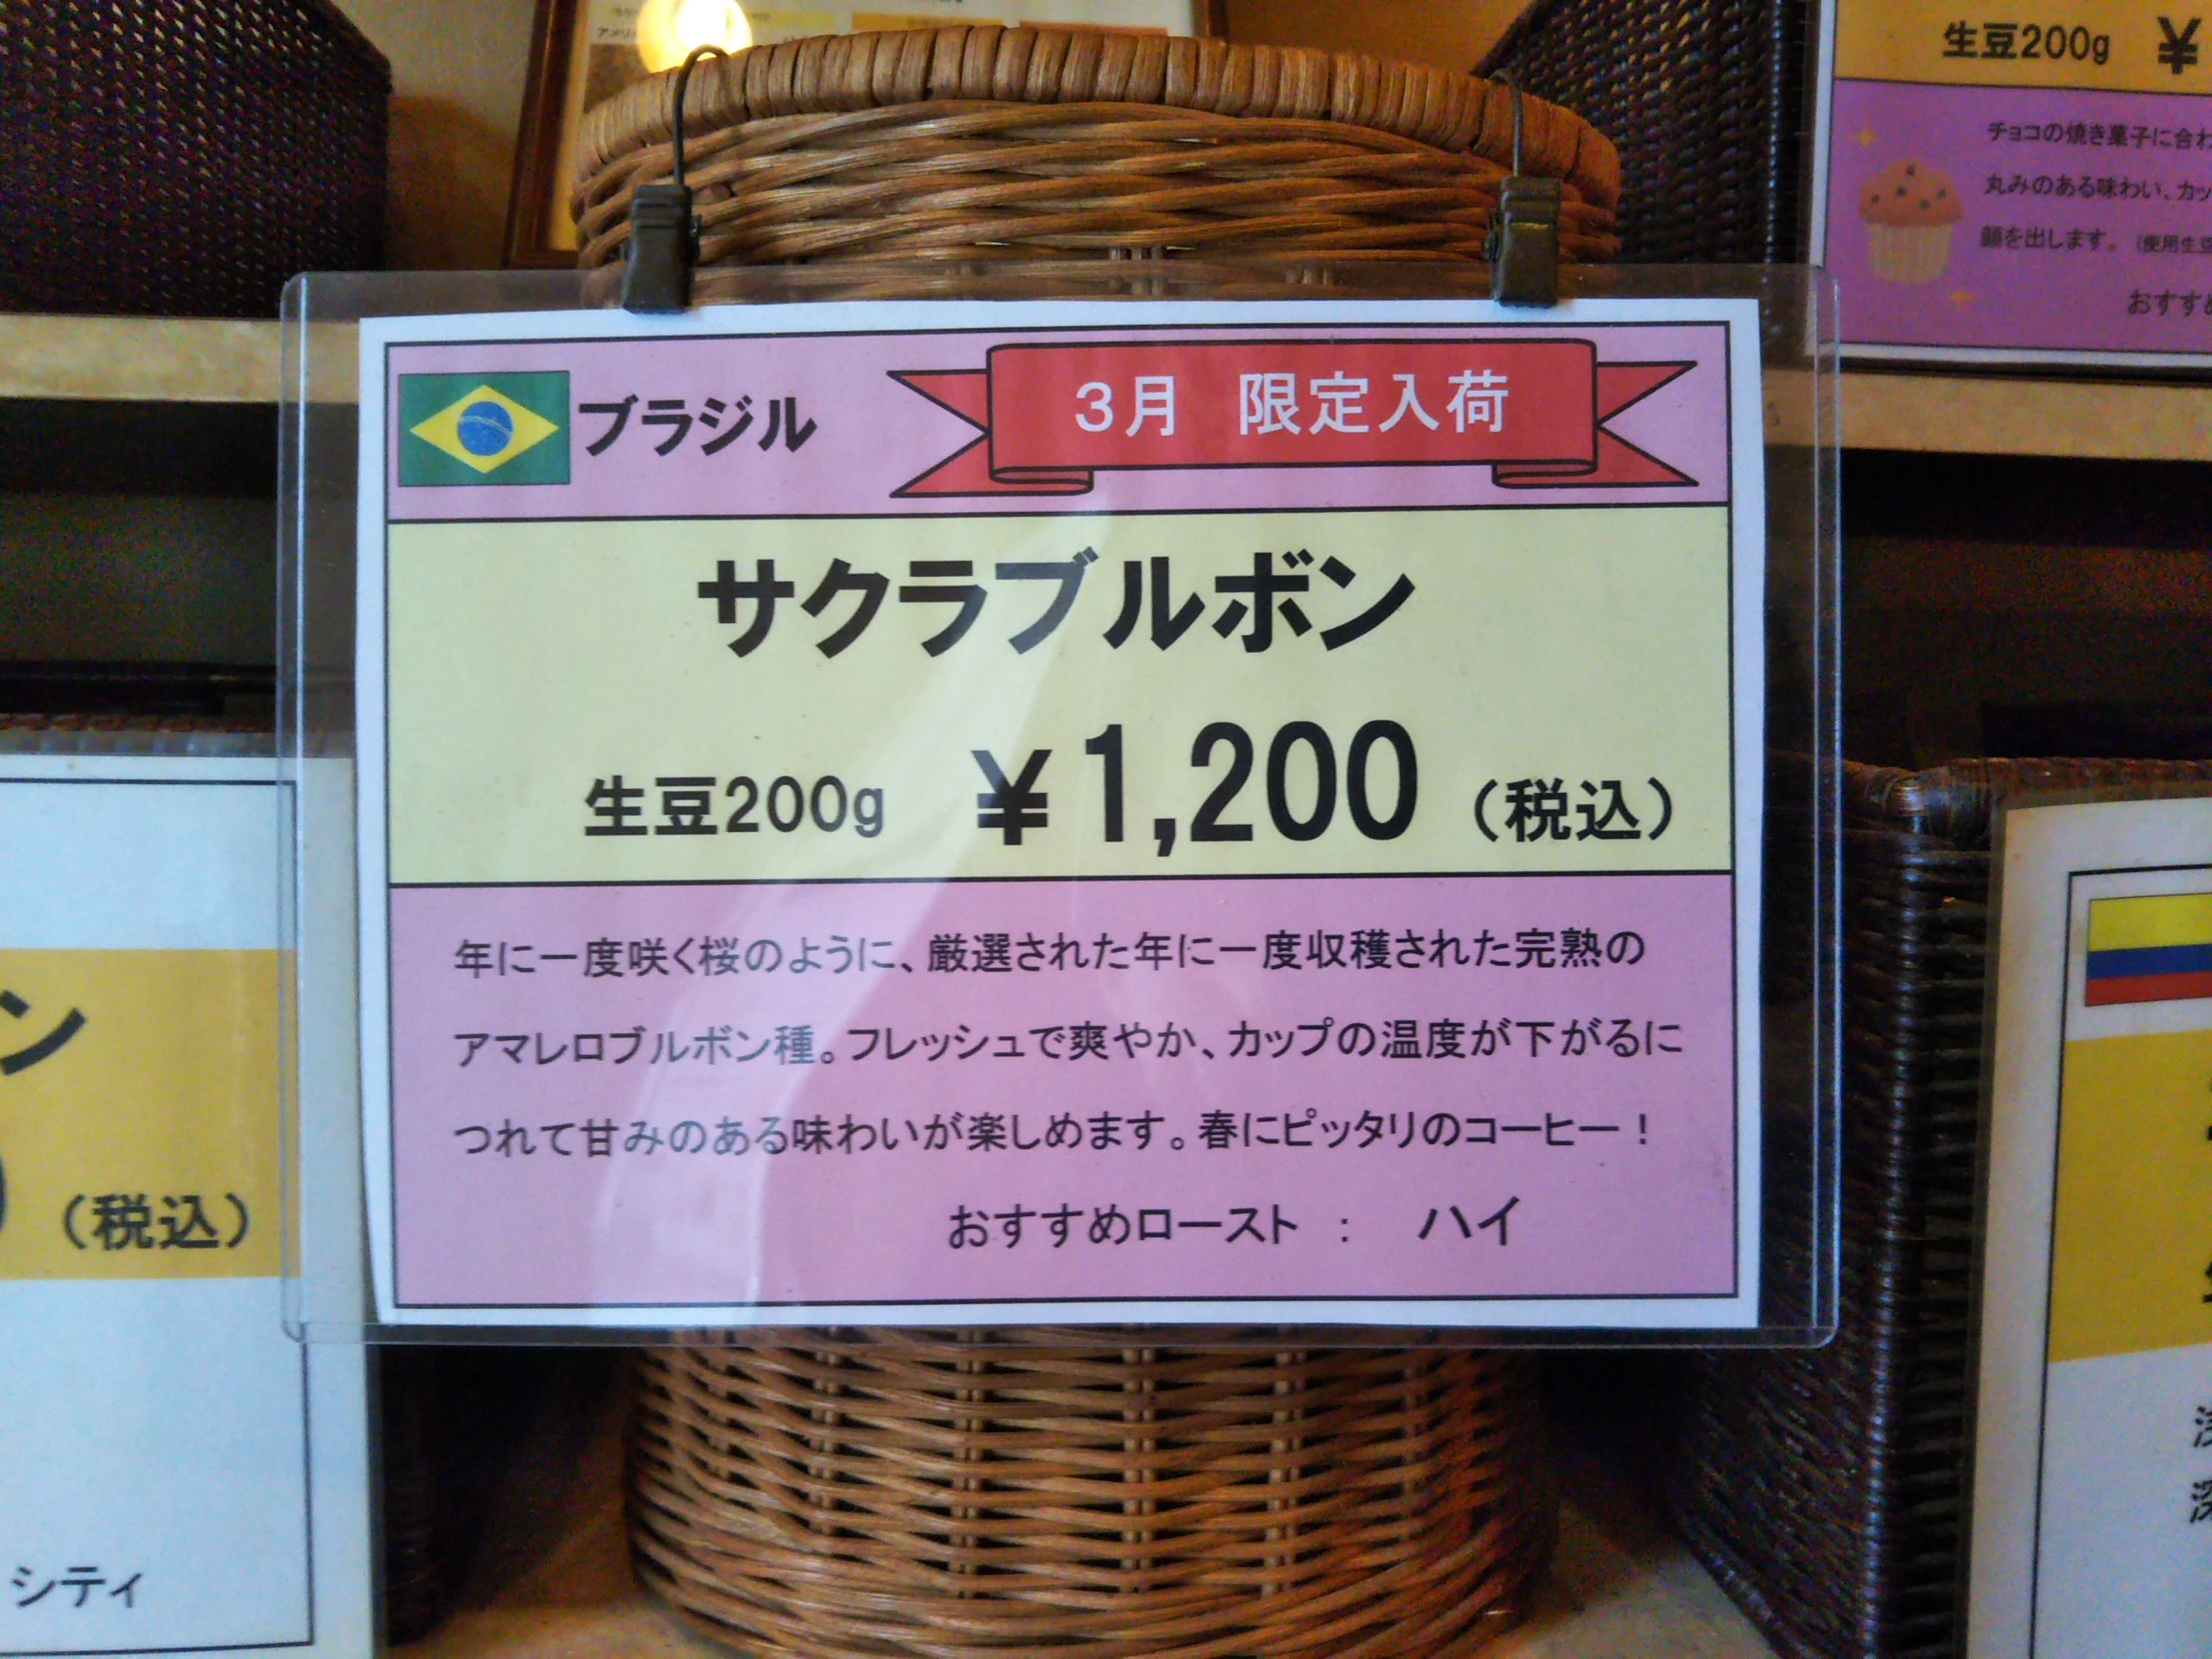 アメリ
生豆200g ¥
チョコの焼き菓子に合わ
丸みのある味わい、カッ
顔を出します。(使用生豆
おすすめ
ブラジル
3月 限定入荷
サクラブルボン
生豆200g ¥1,200 (税込)
年に一度咲く桜のように、厳選された年に一度収穫された完熟の
アマレロブルボン種。フレッシュで爽やか、カップの温度が下がるに
つれて甘みのある味わいが楽しめます。春にピッタリのコーヒー!
おすすめロースト : ハイ
ン
(税込)
シティ